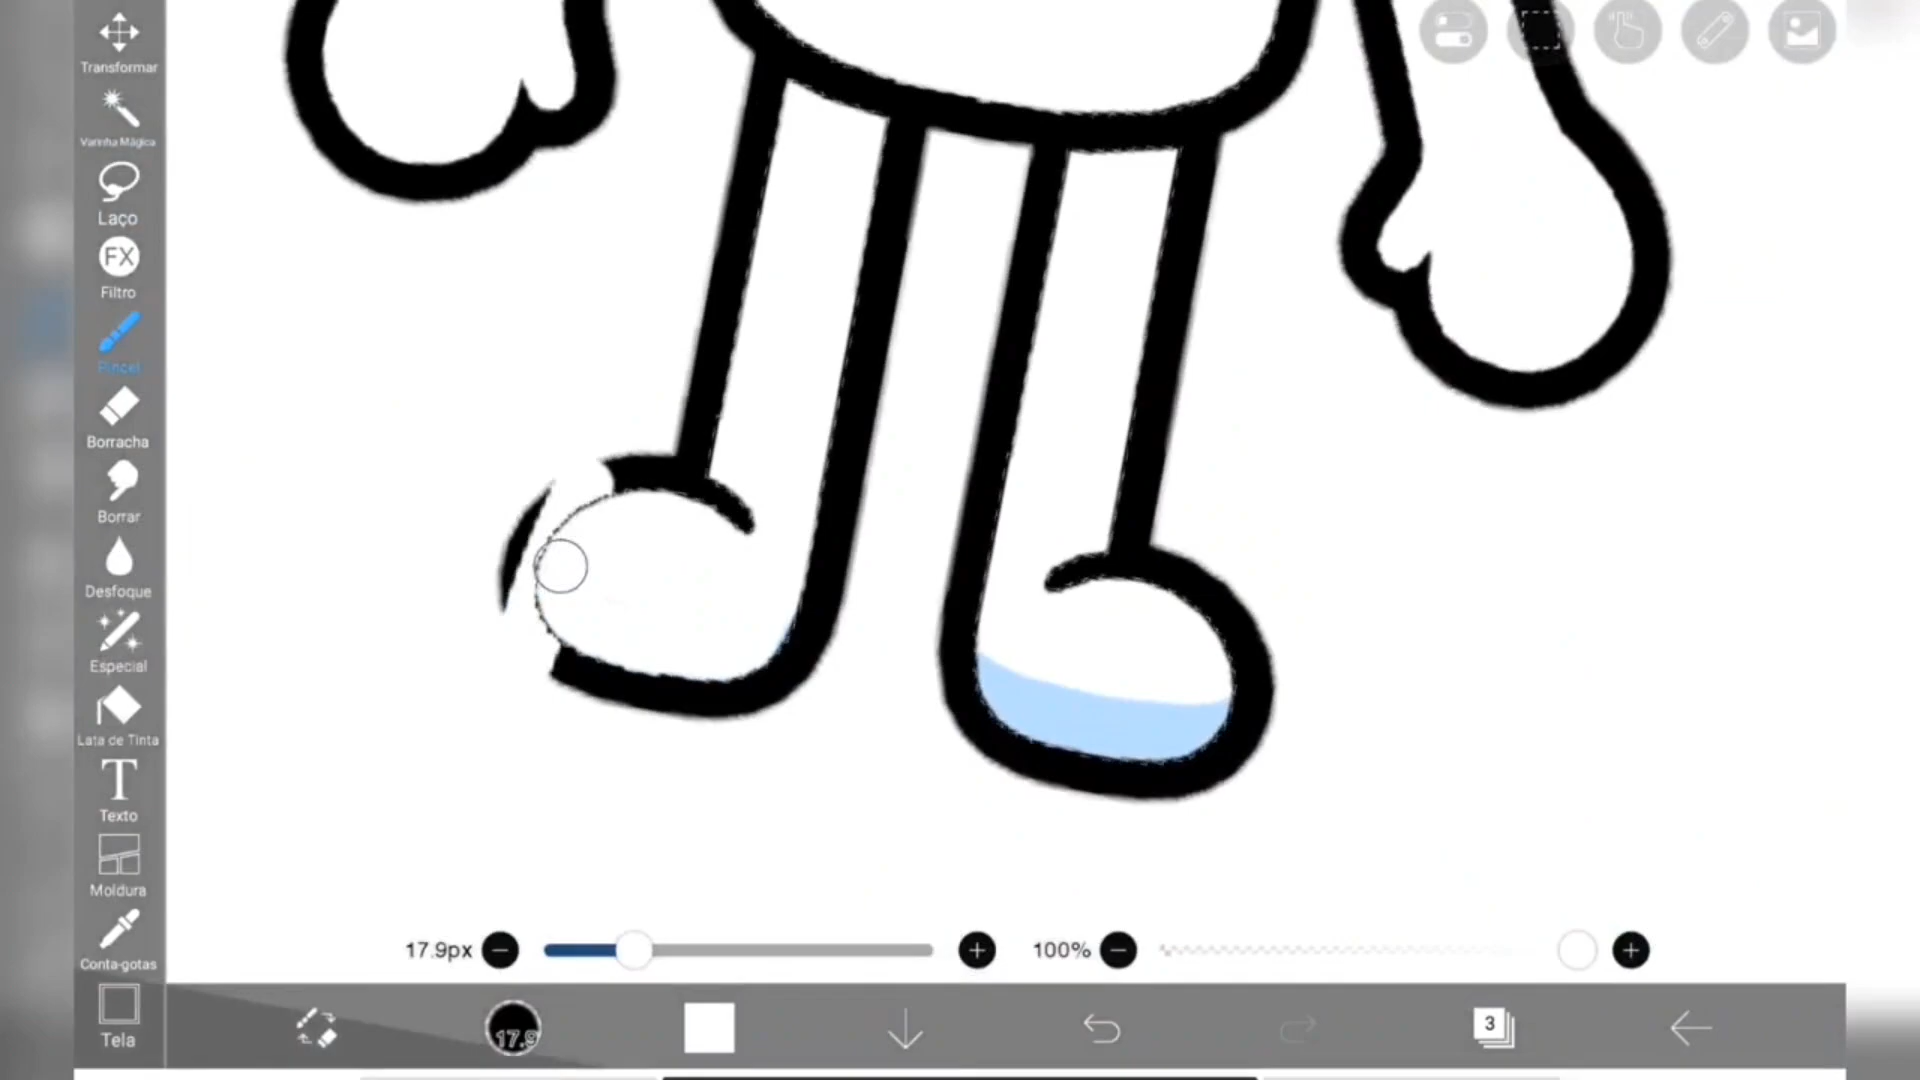 Transformar
Varinha Mágica
Laço
FX
Filtro
Pincel
Borracha
Borrar
Desfoque
Especial
Lata de Tinta
T
Texto
Moldura
Conta-gotas
Tela
17.9px
100%
17.9
3